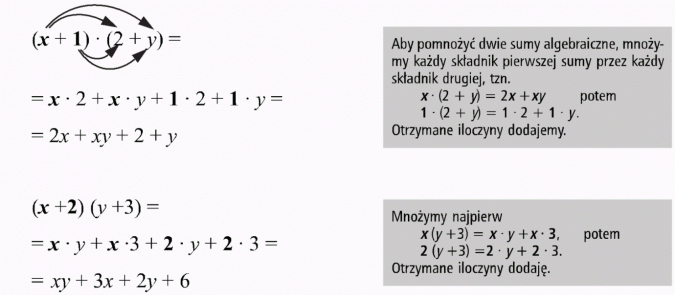 (x + 1) · (2 + y) =
= x · 2 + x · y + 1 · 2 + 1 · y =
= 2x + xy + 2 + y
Aby pomnożyć dwie sumy algebraiczne, mnoży-
my każdy składnik pierwszej sumy przez każdy
składnik drugiej, tzn.
x · (2 + y) = 2x + xy potem
1 · (2 + y) = 1 · 2 + 1 · y.
Otrzymane iloczyny dodajemy.
(x +2) (y +3) =
= x · y + x ·3 + 2 · y + 2 · 3 =
= xy + 3x + 2y + 6
Mnożymy najpierw
x (y +3) = x · y +x · 3, potem
2 (y +3) =2 · y + 2 · 3.
Otrzymane iloczyny dodaję.